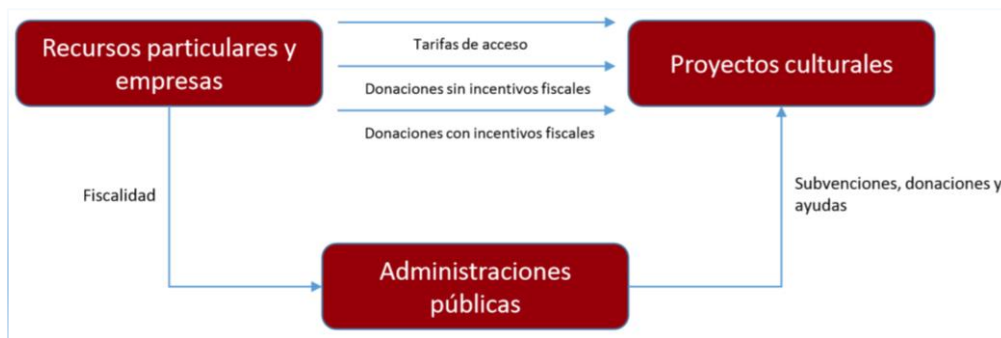 Recursos particulares y
empresas
Tarifas de acceso
Donaciones sin incentivos fiscales
Donaciones con incentivos fiscales
Proyectos culturales
Fiscalidad
Subvenciones, donaciones y
ayudas
Administraciones
públicas